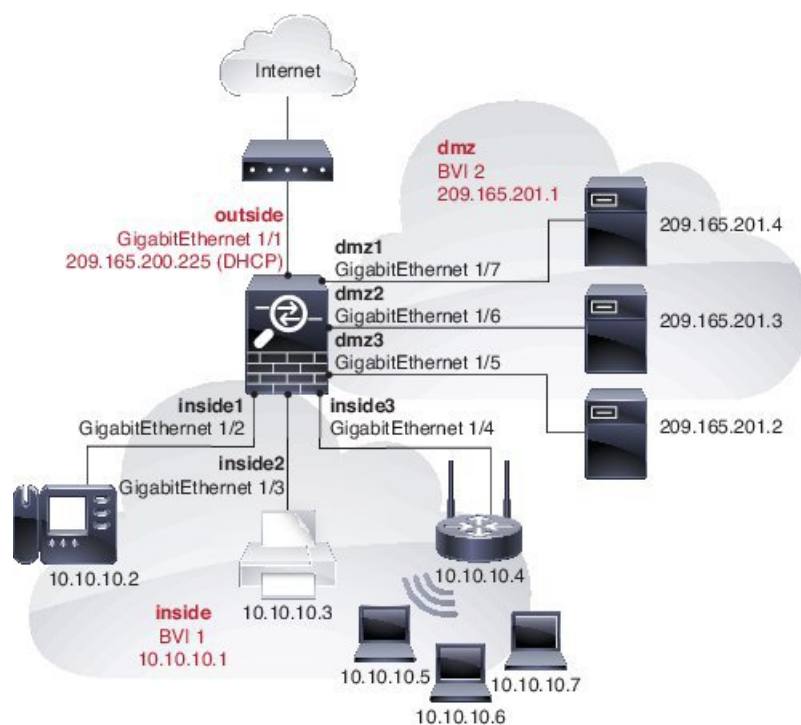 Internet
outside
GigabitEthernet 1/1
209.165.200.225 (DHCP)
dmz
BVI 2
209.165.201.1
dmz1
GigabitEthernet 1/7
209.165.201.4
dmz2
GigabitEthernet 1/6
209.165.201.3
dmz3
GigabitEthernet 1/5
209.165.201.2
inside1
GigabitEthernet 1/2
inside3
GigabitEthernet 1/4
inside2
GigabitEthernet 1/3
10.10.10.2
10.10.10.3
10.10.10.4
inside
BVI 1
10.10.10.1
10.10.10.5
10.10.10.6
10.10.10.7